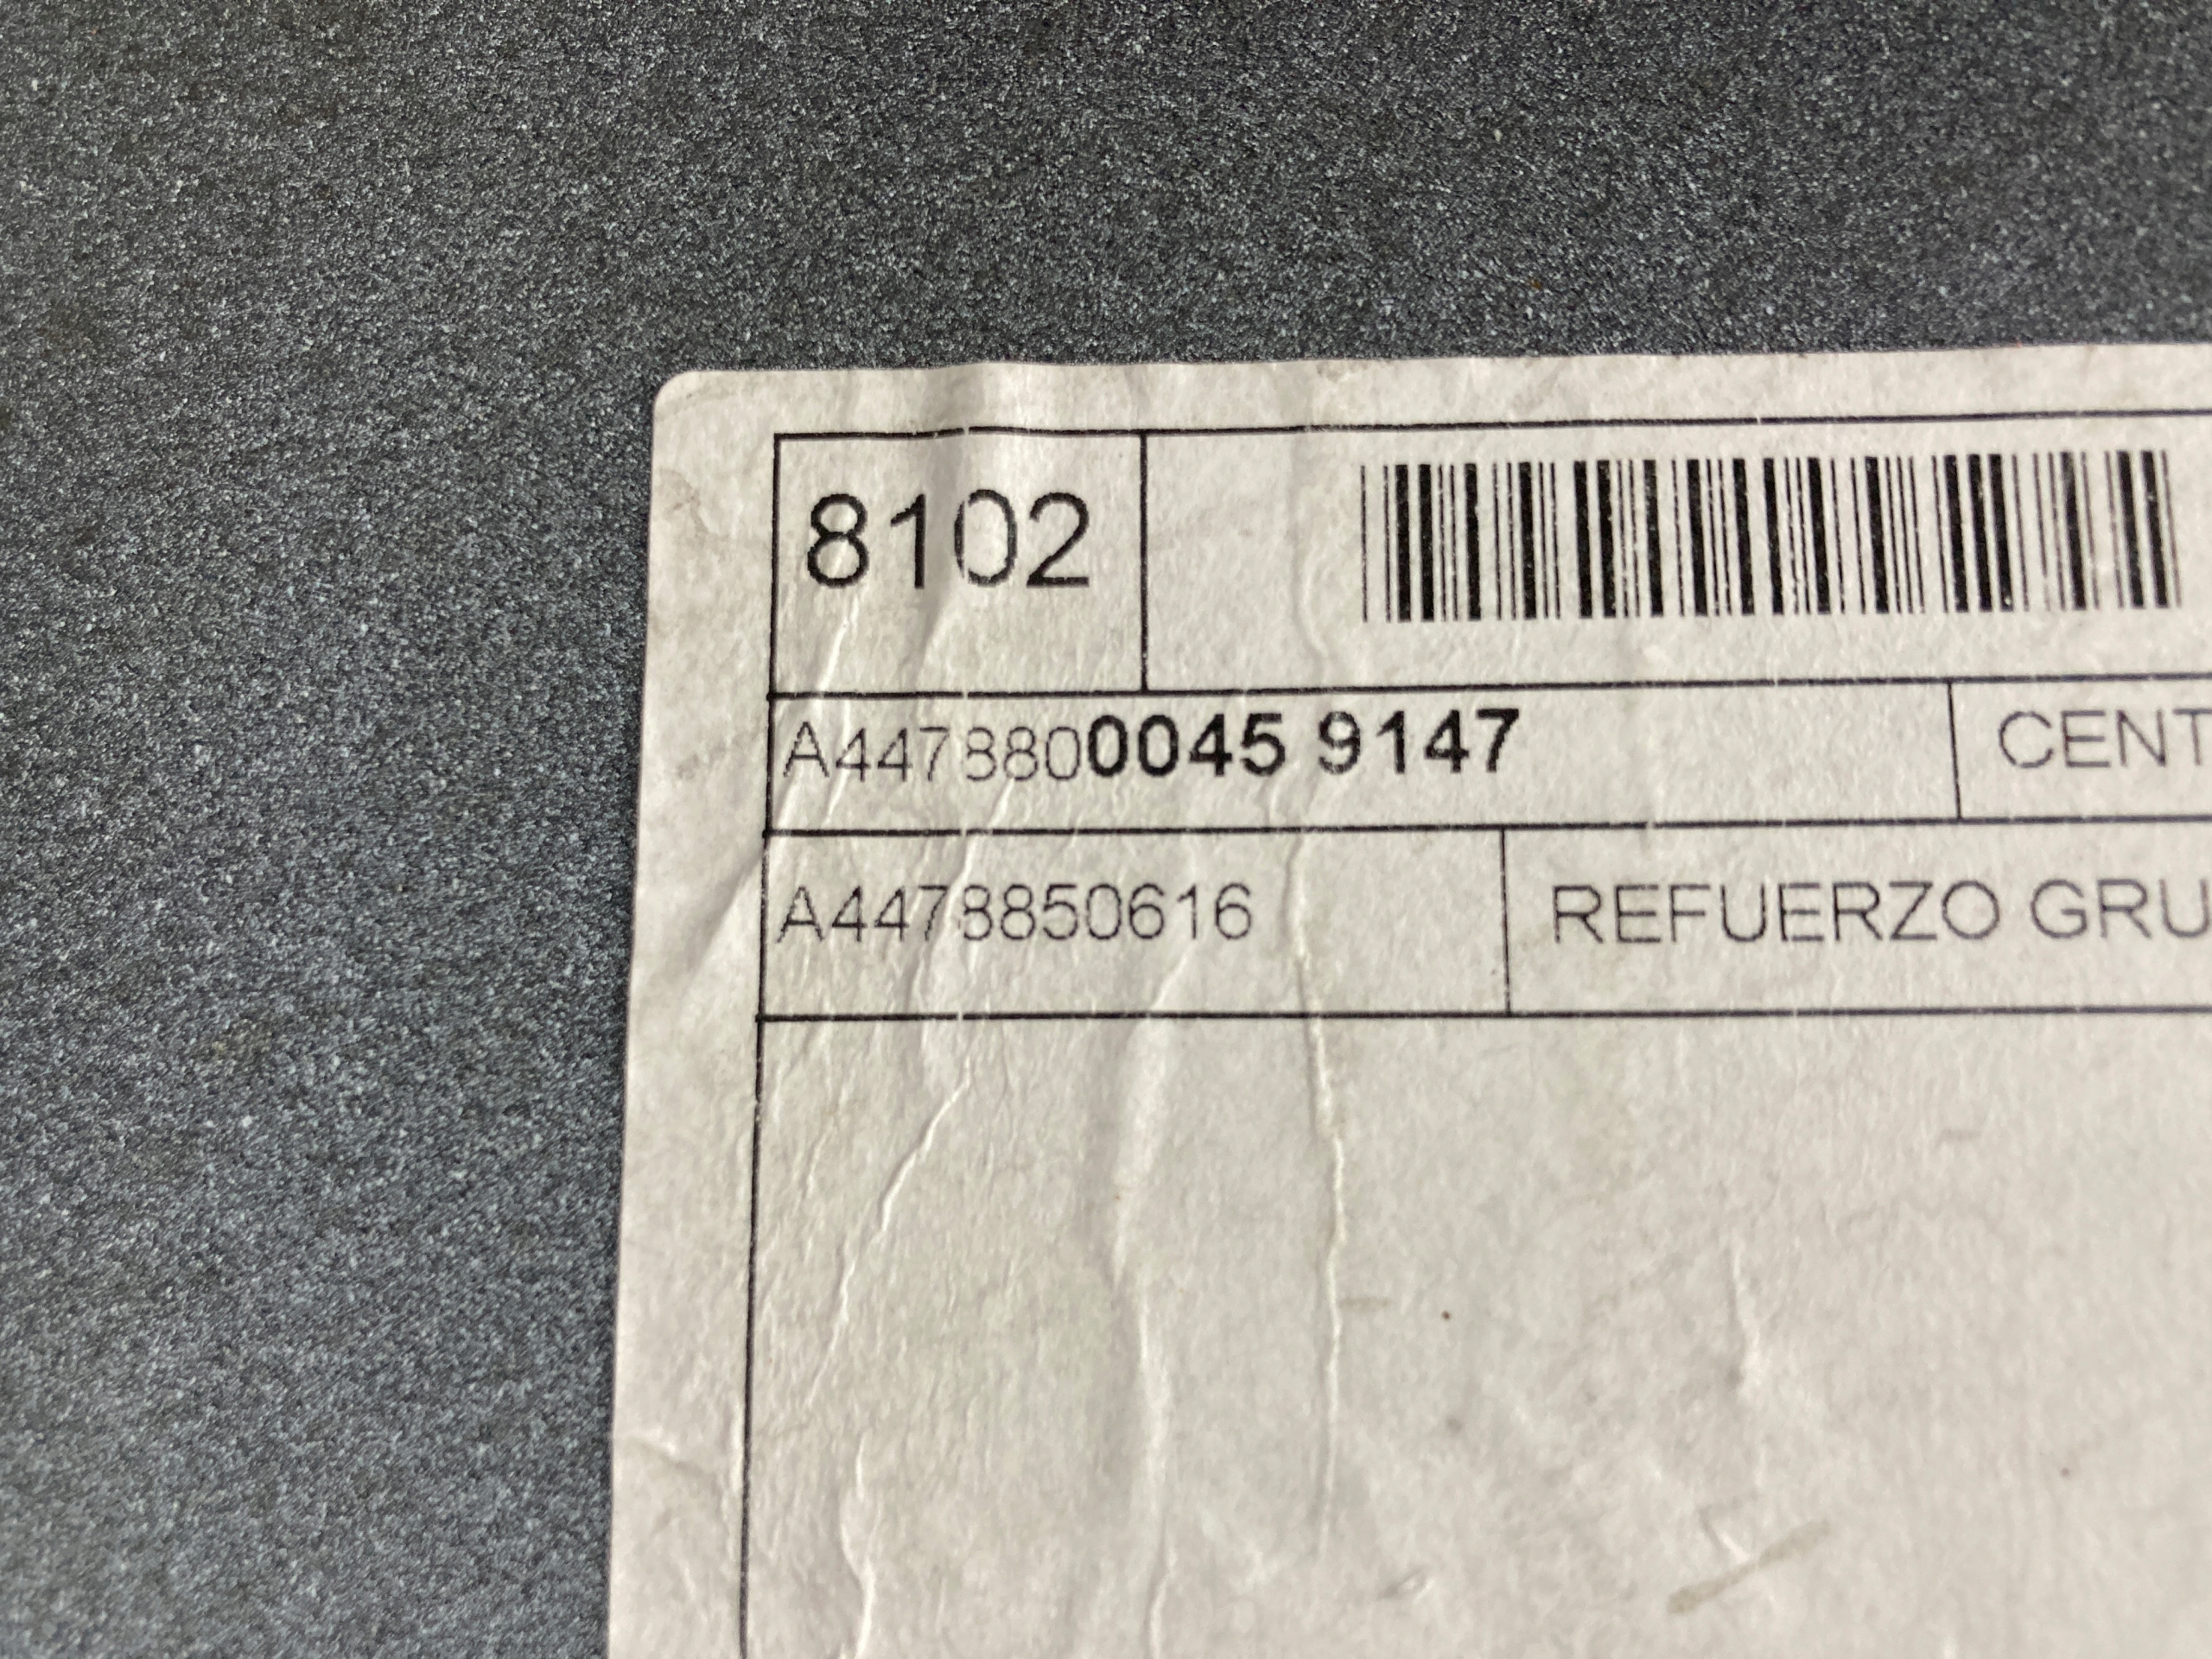 8102
A4478800045 9147 CENT
A4478850616 REFUERZO GRU